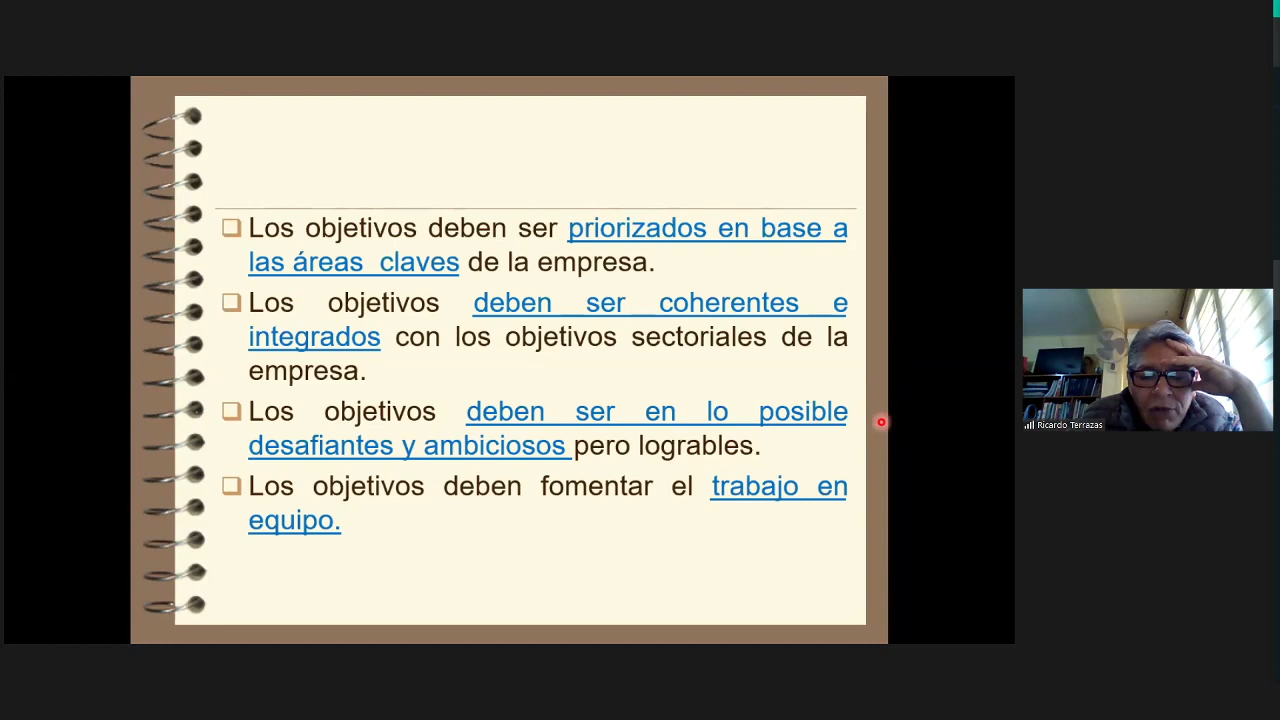 Los objetivos deben ser priorizados en base a
las áreas claves de la empresa.
Los objetivos deben ser coherentes e
integrados con los objetivos sectoriales de la
empresa.
Los objetivos deben ser en lo posible
desafiantes y ambiciosos pero logrables.
Los objetivos deben fomentar el trabajo en
equipo.
Ricardo Terrazas